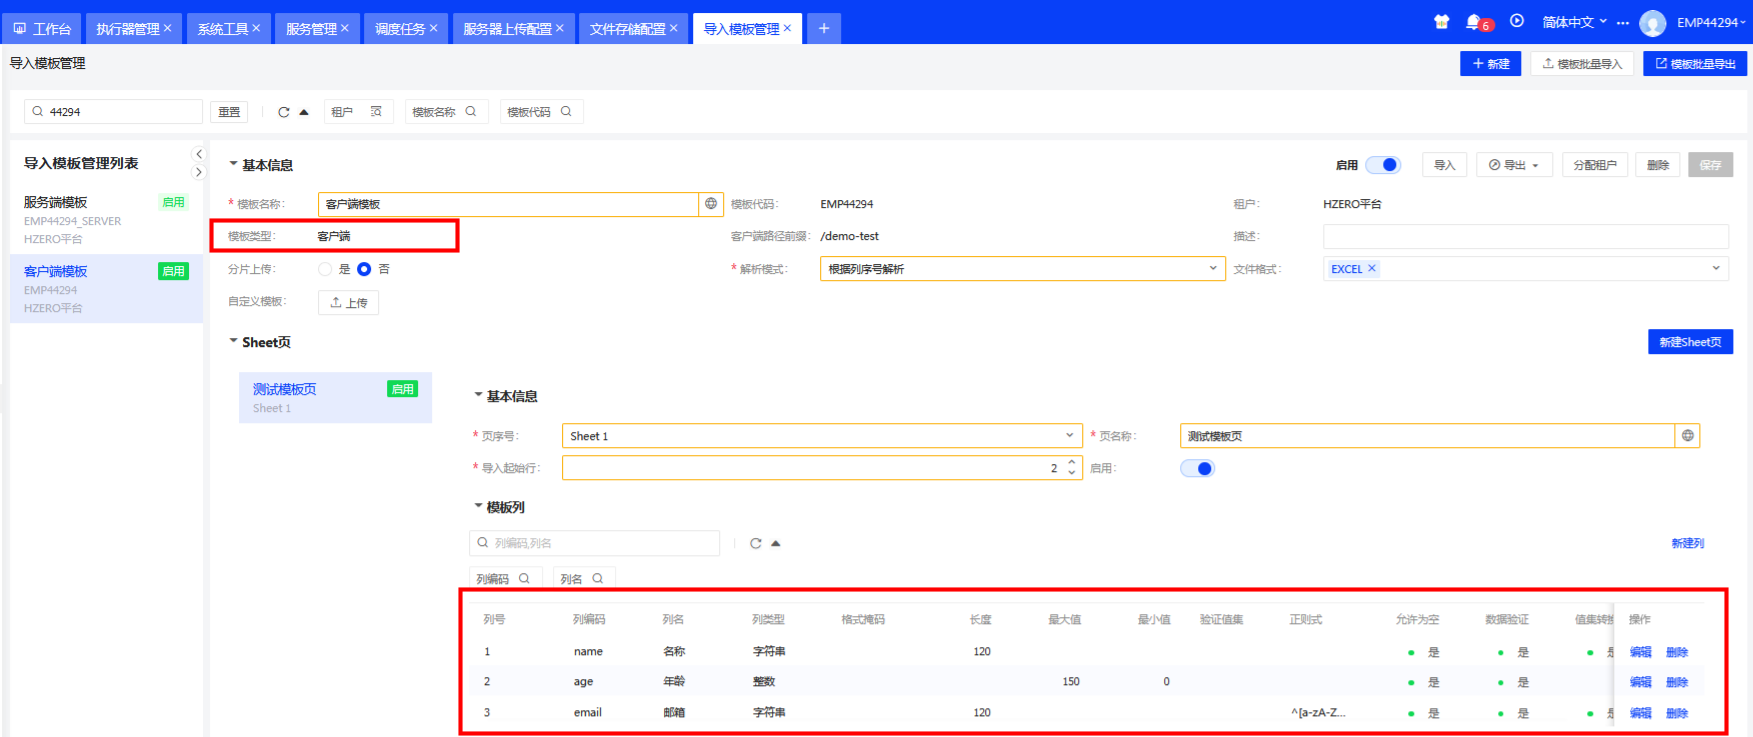 工作台 执行器管理 × 系统工具 × 服务管理 × 调度任务 × 服务器上传配置 × 文件存储配置 × 导入模板管理 × + 6 简体中文 ··· EMP44294
导入模板管理 + 新建 模板批量导入 模板批量导出
44294 重置 租户 模板名称 模板代码
导入模板管理列表
服务端模板 启用
EMP44294_SERVER
HZERO平台
客户端模板 启用
EMP44294
HZERO平台
基本信息 启用 导入 导出 分配租户 删除 保存
* 模板名称: 客户端模板 模板代码: EMP44294 租户: HZERO平台
模板类型: 客户端 客户端路径前缀: /demo-test 描述:
分片上传: 是 否 * 解析模式: 根据列序号解析 文件格式: EXCEL ×
自定义模板: 上传
Sheet页 新建Sheet页
测试模板页 启用
Sheet 1
基本信息
* 页序号: Sheet 1 * 页名称: 测试模板页
* 导入起始行: 2 启用:
模板列
列编码,列名 新建列
列编码 列名
列号 列编码 列名 列类型 格式掩码 长度 最大值 最小值 验证值集 正则式 允许为空 数据验证 值集转换 操作
1 name 名称 字符串 120 是 是 是 编辑 删除
2 age 年龄 整数 150 0 是 是 编辑 删除
3 email 邮箱 字符串 120 ^[a-zA-Z... 是 是 是 编辑 删除